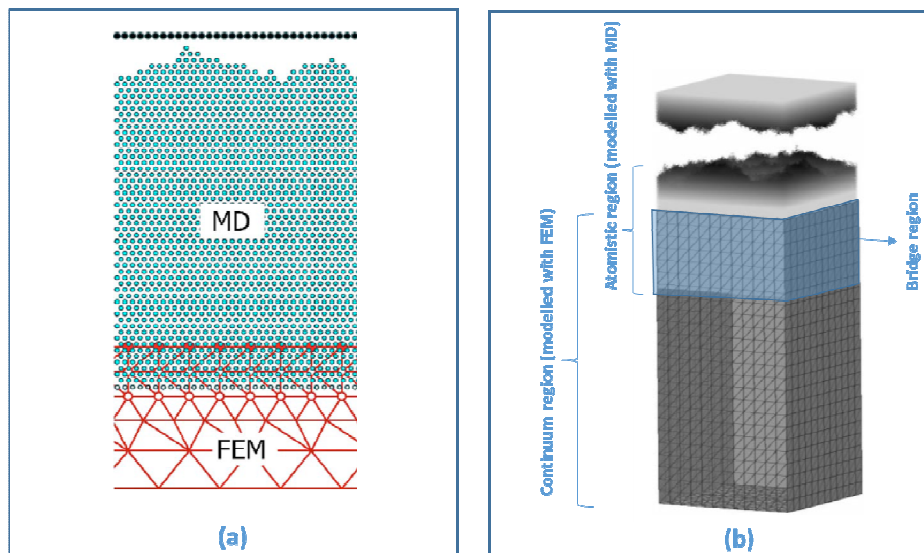 MD
FEM
(a)
Continuum region (modelled with FEM)
Atomistic region (modelled with MD)
Bridge region
(b)